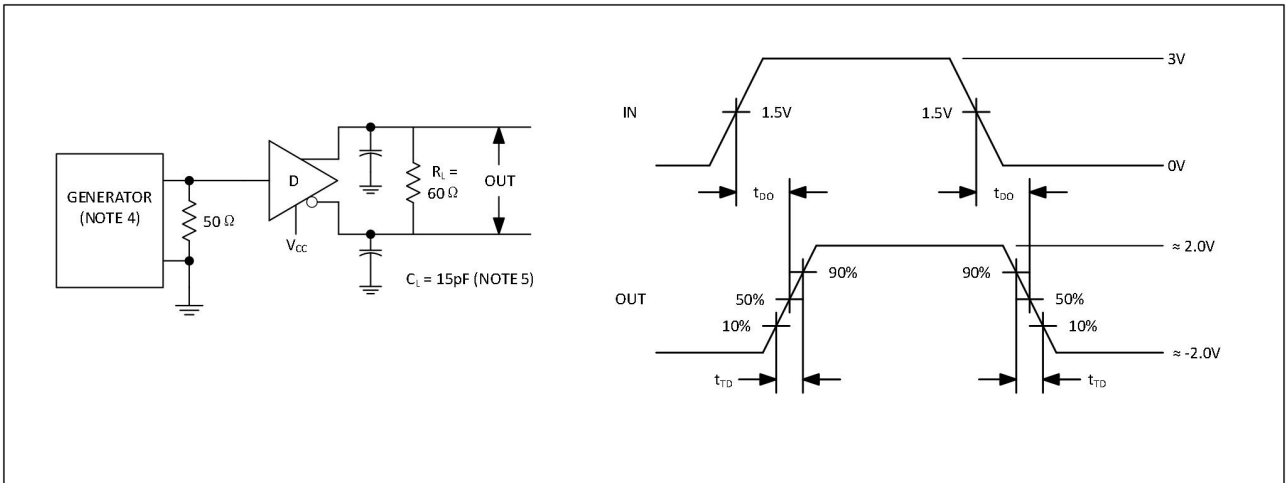 GENERATOR
(NOTE 4)
50 Ω
D
V_CC
R_L =
60 Ω
OUT
C_L = 15pF (NOTE 5)
IN
1.5V
1.5V
3V
0V
t_DO
t_DO
OUT
90%
50%
10%
90%
50%
10%
≈ 2.0V
≈ -2.0V
t_TD
t_TD